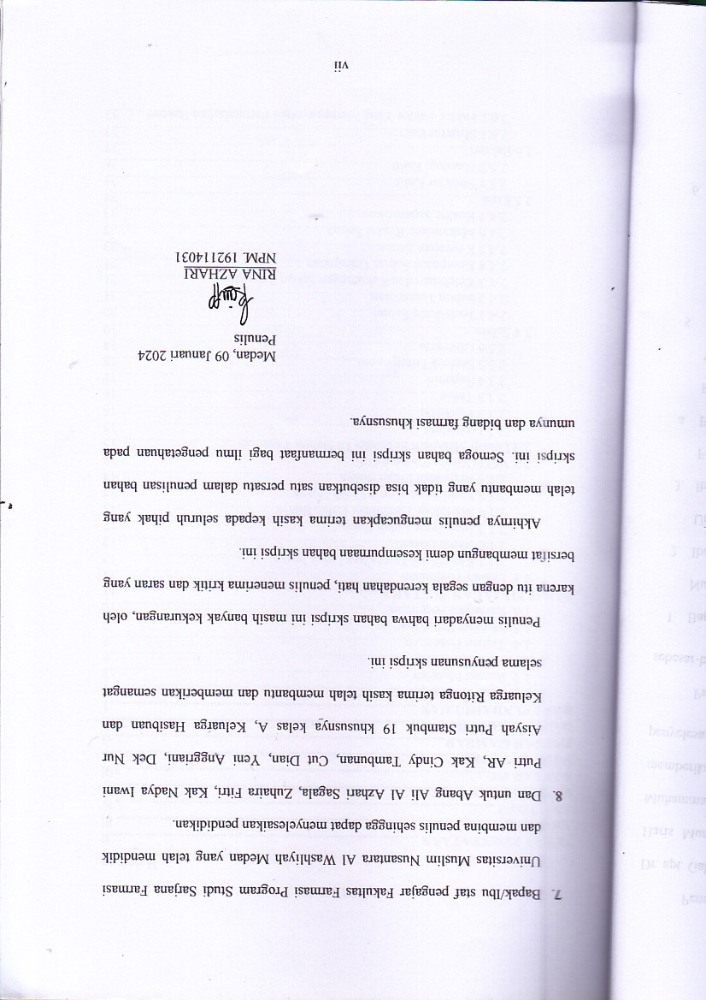 7. Bapak/Ibu staf pengajar Fakultas Farmasi Program Studi Sarjana Farmasi
Universitas Muslim Nusantara Al Washliyah Medan yang telah mendidik
dan membina penulis sehingga dapat menyelesaikan pendidikan.
8. Dan untuk Abang Ali Al Azhari Sagala, Zuhaira Fitri, Kak Nadya Iwani
Putri AR, Kak Cindy Tambunan, Cut Dian, Yeni Anggriani, Dek Nur
Aisyah Putri Stambuk 19 khususnya kelas A, Keluarga Hasibuan dan
Keluarga Ritonga terima kasih telah membantu dan memberikan semangat
selama penyusunan skripsi ini.
Penulis menyadari bahwa bahan skripsi ini masih banyak kekurangan, oleh
karena itu dengan segala kerendahan hati, penulis menerima kritik dan saran yang
bersifat membangun demi kesempurnaan bahan skripsi ini.
Akhirnya penulis mengucapkan terima kasih kepada seluruh pihak yang
telah membantu yang tidak bisa disebutkan satu persatu dalam penulisan bahan
skripsi ini. Semoga bahan skripsi ini bermanfaat bagi ilmu pengetahuan pada
umunya dan bidang farmasi khususnya.
Medan, 09 Januari 2024
Penulis
RINA AZHARI
NPM. 192114031
vii